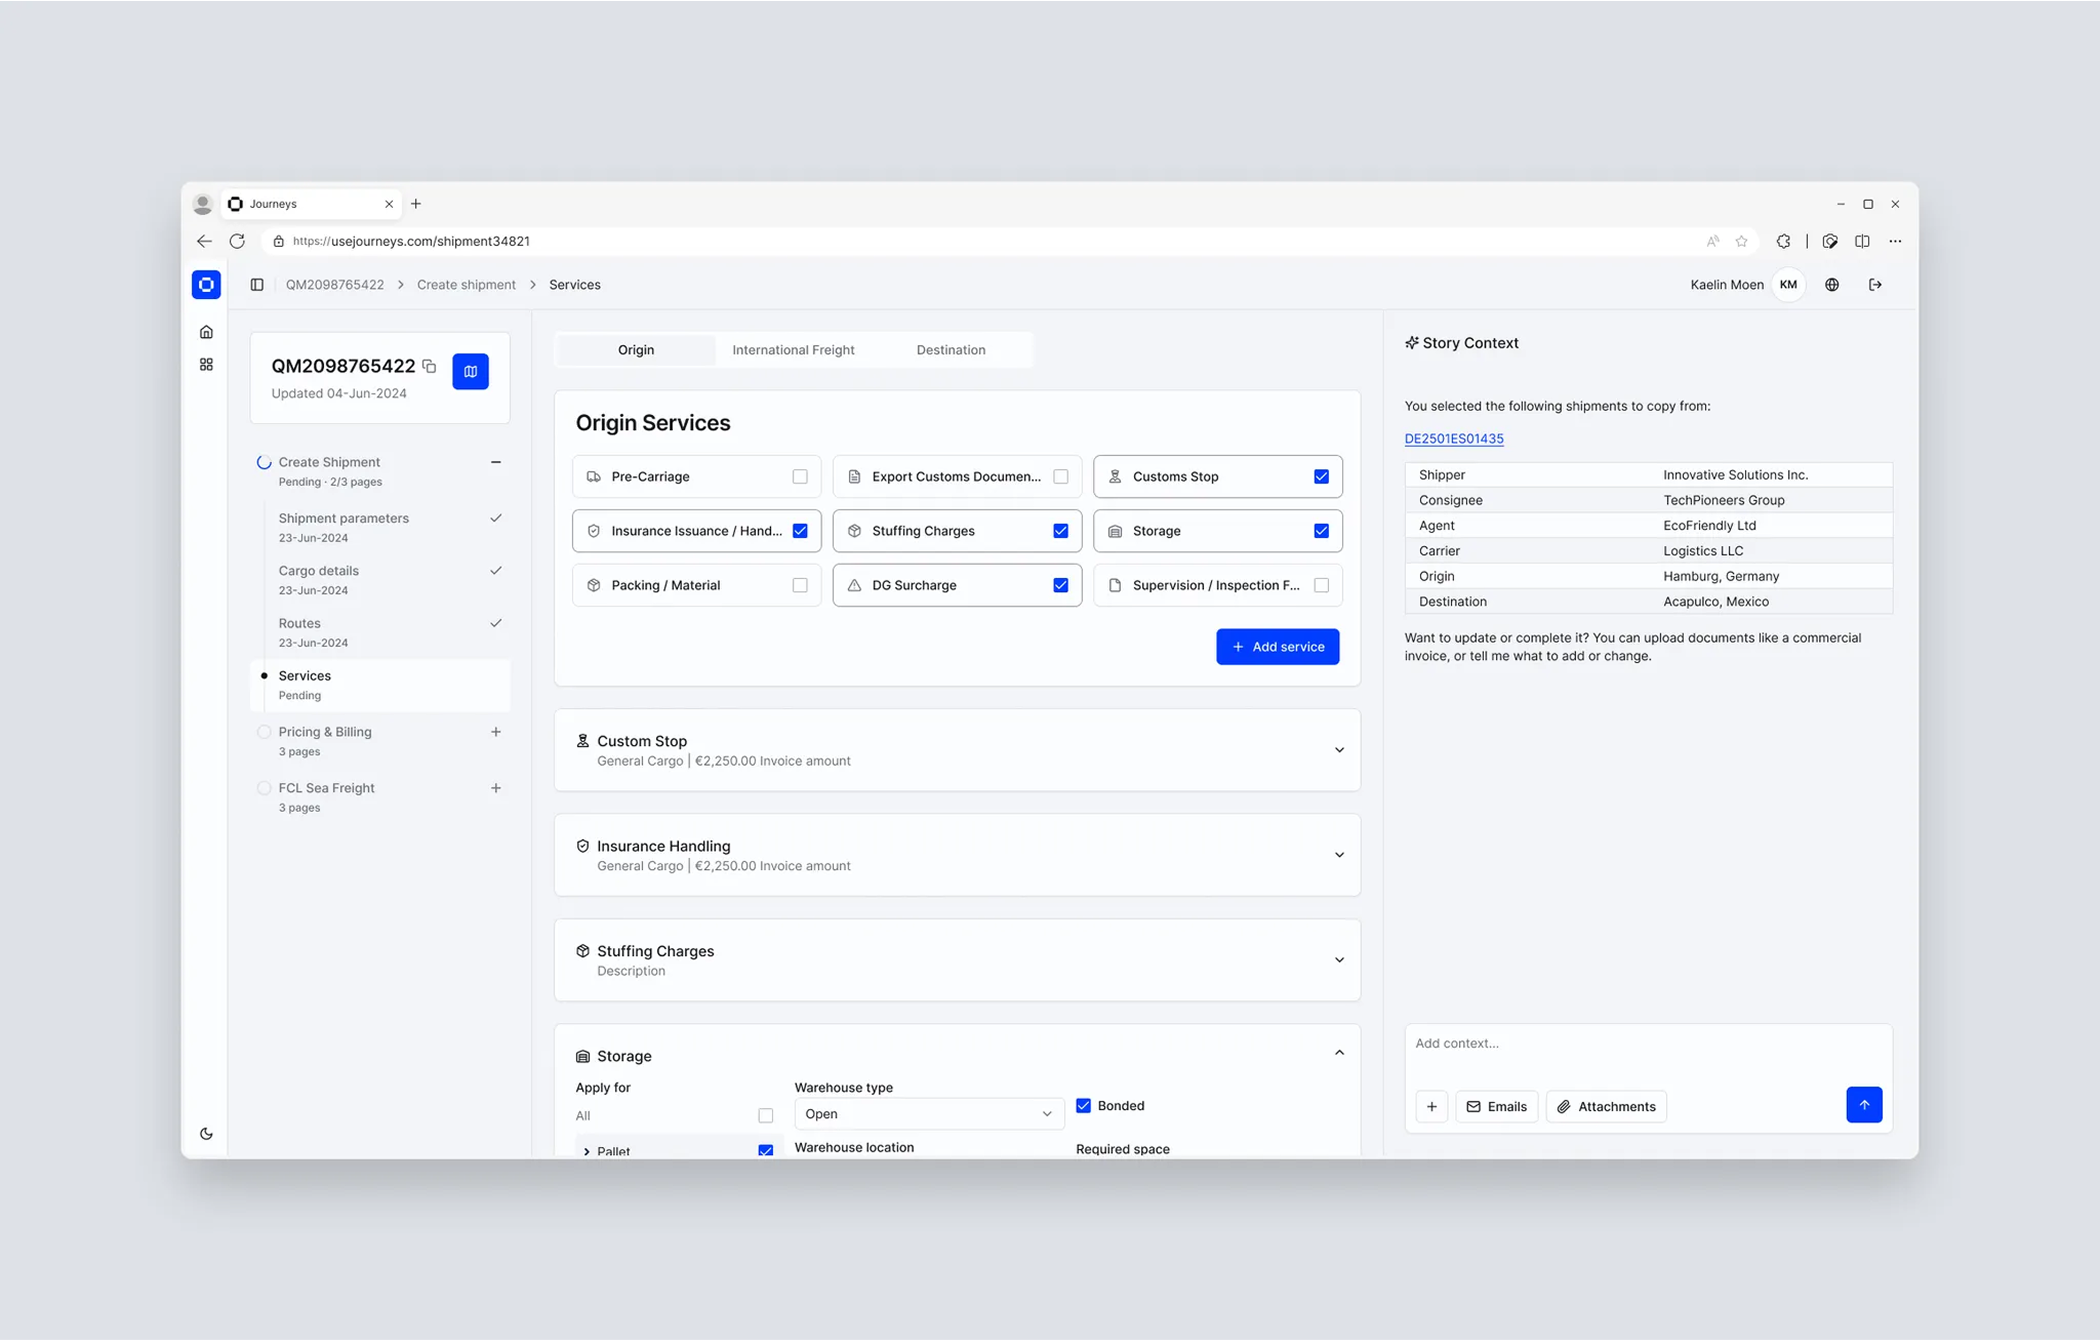 Journeys
https://usejourneys.com/shipment34821
QM2098765422 > Create shipment > Services
Kaelin Moen KM
QM2098765422
Updated 04-Jun-2024
Create Shipment
Pending · 2/3 pages
Shipment parameters
23-Jun-2024
Cargo details
23-Jun-2024
Routes
23-Jun-2024
Services
Pending
Pricing & Billing
3 pages
FCL Sea Freight
3 pages
Origin International Freight Destination
Origin Services
Pre-Carriage Export Customs Documen... Customs Stop
Insurance Issuance / Hand... Stuffing Charges Storage
Packing / Material DG Surcharge Supervision / Inspection F...
+ Add service
Custom Stop
General Cargo | €2,250.00 Invoice amount
Insurance Handling
General Cargo | €2,250.00 Invoice amount
Stuffing Charges
Description
Storage
Apply for
All
Pallet
Warehouse type
Open
Bonded
Warehouse location
Required space
Story Context
You selected the following shipments to copy from:
DE2501ES01435
Shipper Innovative Solutions Inc.
Consignee TechPioneers Group
Agent EcoFriendly Ltd
Carrier Logistics LLC
Origin Hamburg, Germany
Destination Acapulco, Mexico
Want to update or complete it? You can upload documents like a commercial
invoice, or tell me what to add or change.
Add context...
Emails Attachments